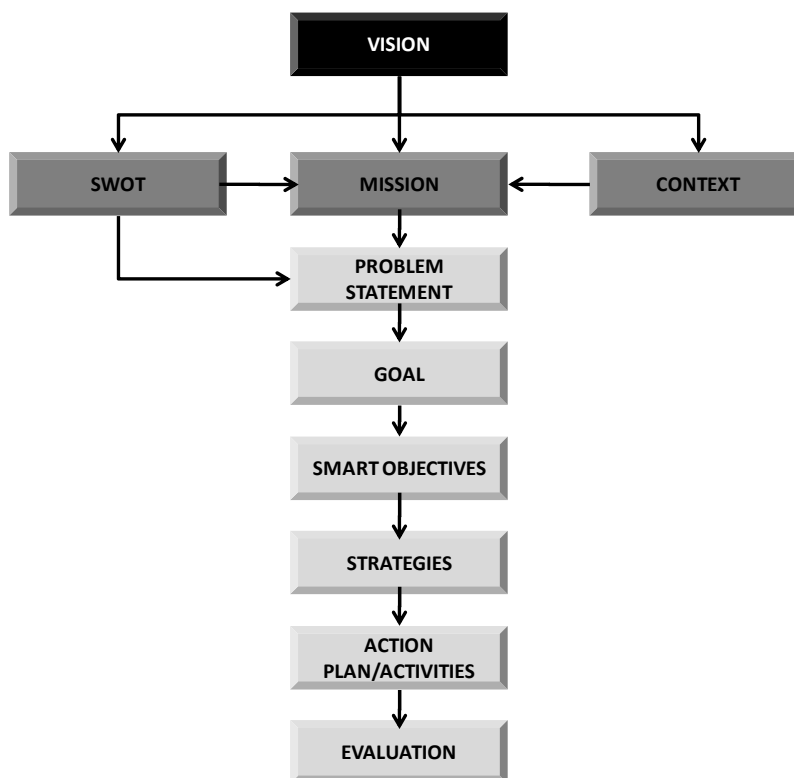 VISION
SWOT
MISSION
CONTEXT
PROBLEM
STATEMENT
GOAL
SMART OBJECTIVES
STRATEGIES
ACTION
PLAN/ACTIVITIES
EVALUATION